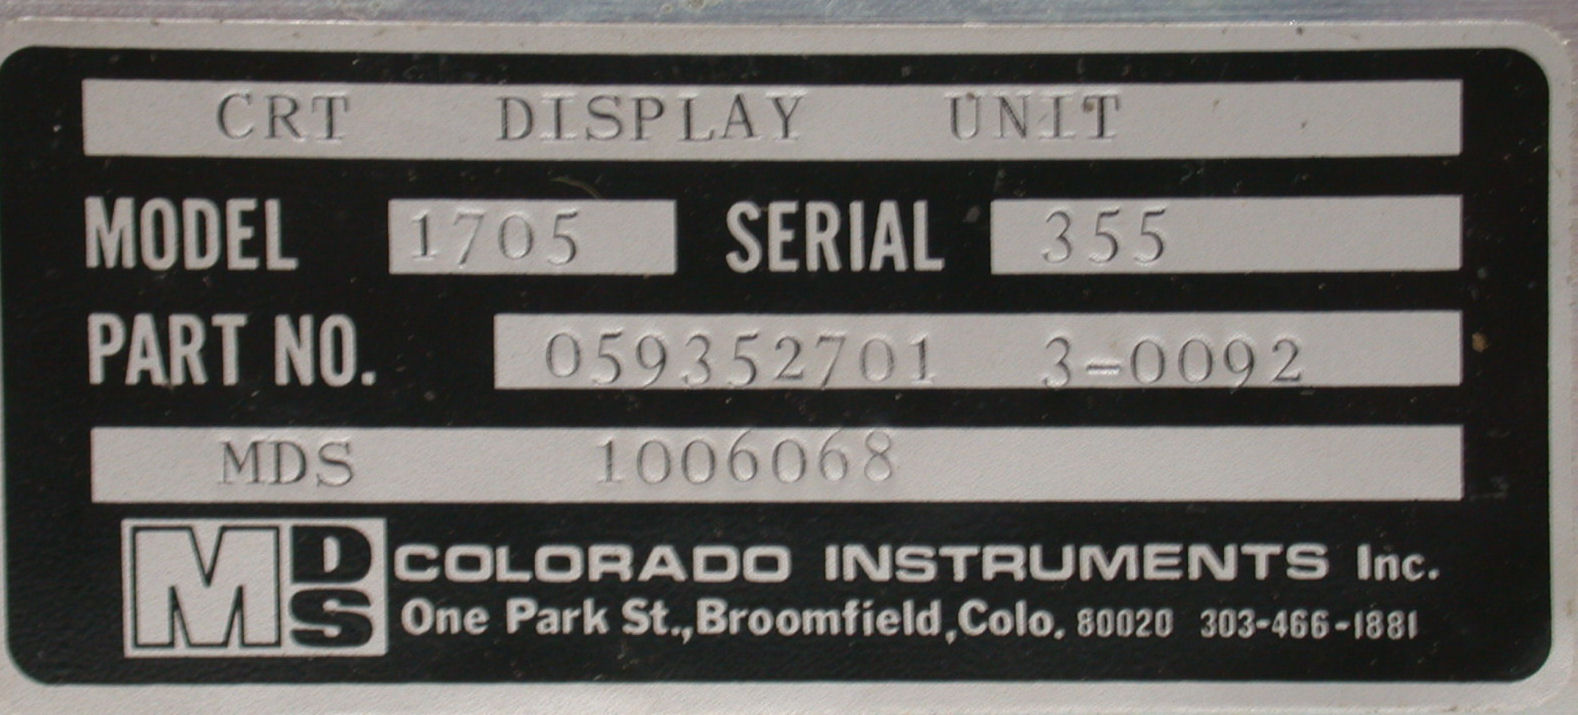 CRT DISPLAY UNIT
MODEL 1705 SERIAL 355
PART NO. 059352701 3-0092
MDS 1006068
MDS COLORADO INSTRUMENTS Inc.
One Park St., Broomfield, Colo. 80020 303-466-1881